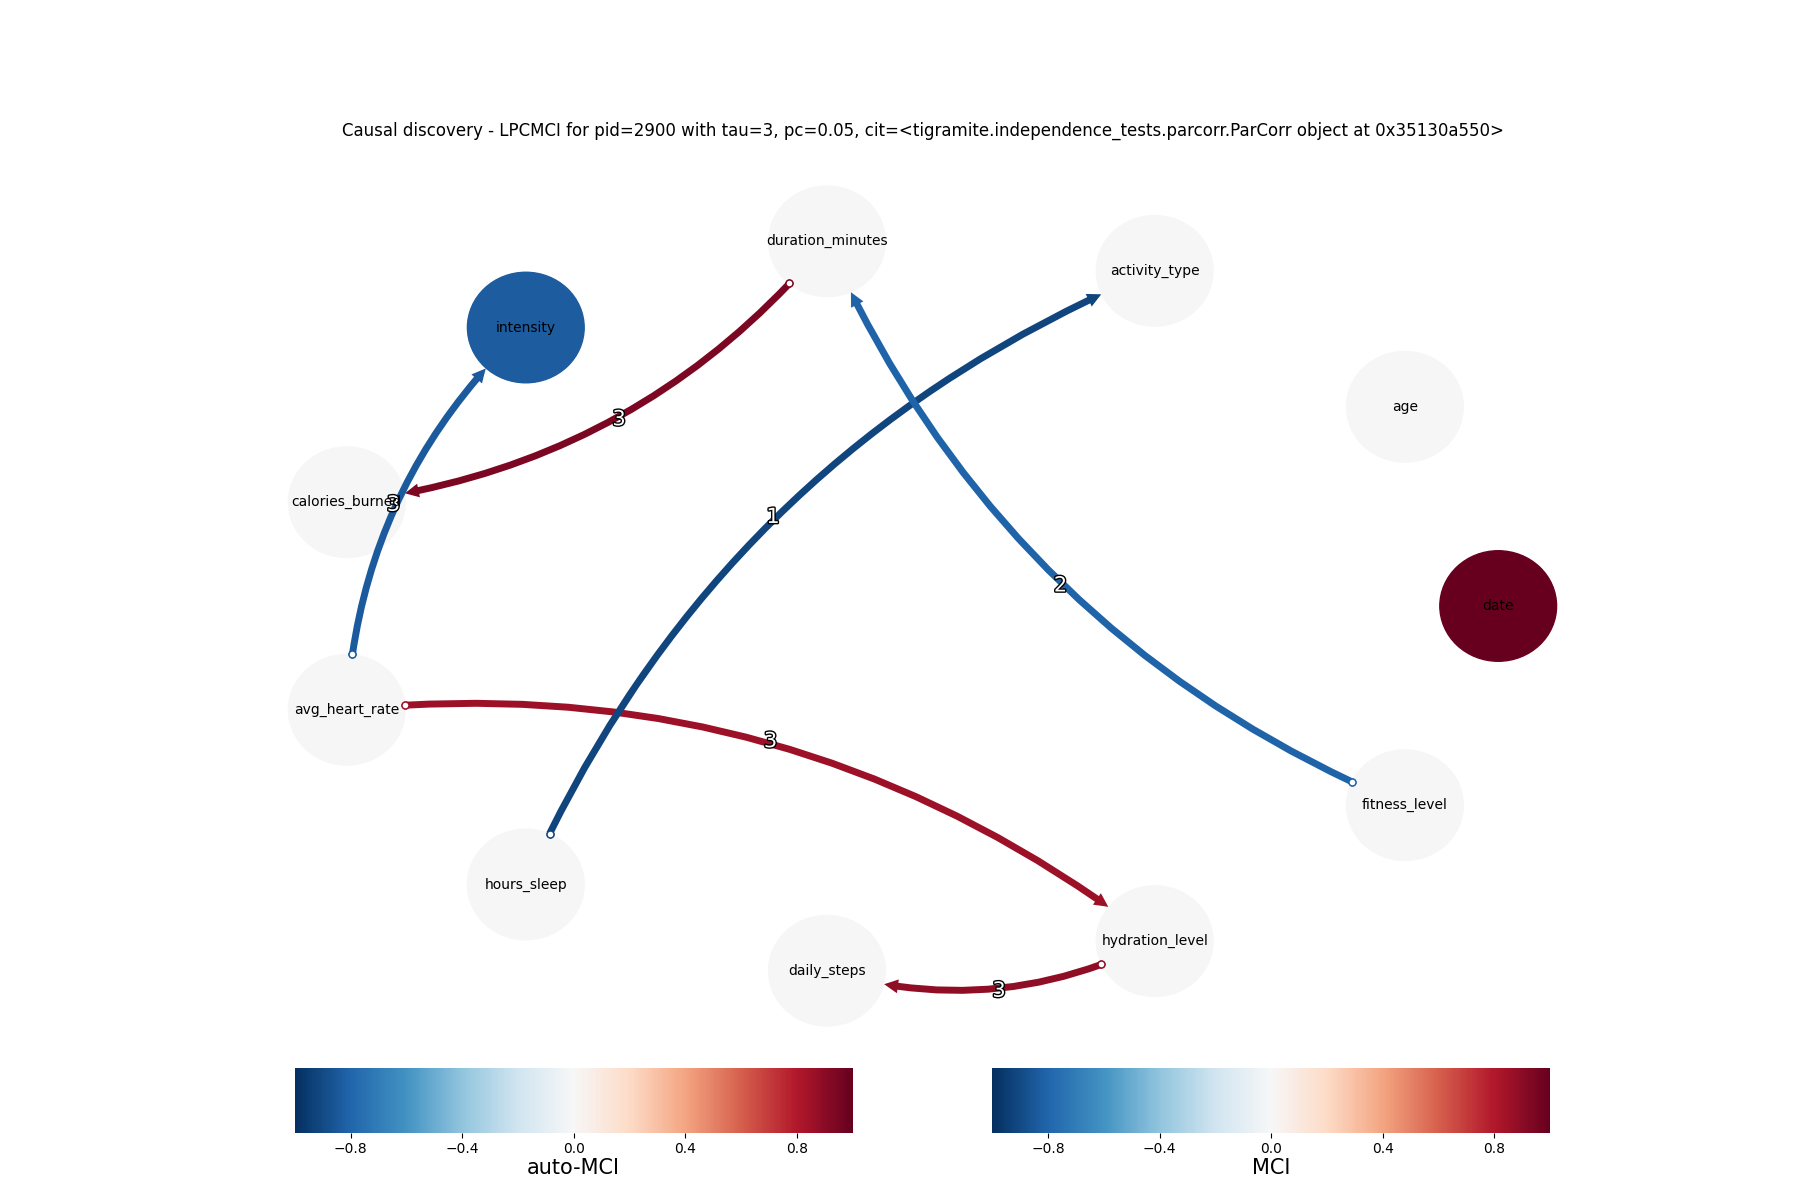 Causal discovery - LPCMCI for pid=2900 with tau=3, pc=0.05, cit=<tigramite.independence_tests.parcorr.ParCorr object at 0x35130a550>
duration_minutes
activity_type
intensity
age
3
calories_burned
3
1
2
date
avg_heart_rate
3
fitness_level
hours_sleep
hydration_level
daily_steps
3
−0.8 −0.4 0.0 0.4 0.8
auto-MCI
−0.8 −0.4 0.0 0.4 0.8
MCI